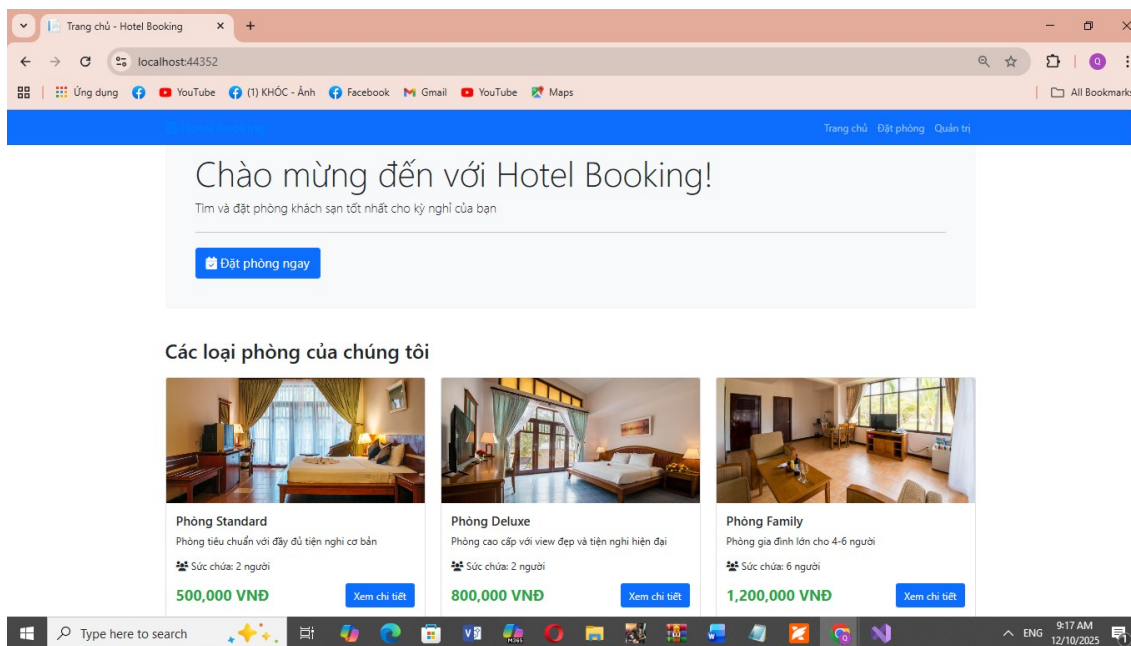 Trang chủ - Hotel Booking
localhost:44352
Ứng dụng YouTube (1) KHÓC - Ảnh Facebook Gmail YouTube Maps All Bookmarks
Hotel Booking Trang chủ Đặt phòng Quản trị
Chào mừng đến với Hotel Booking!
Tìm và đặt phòng khách sạn tốt nhất cho kỳ nghỉ của bạn
Đặt phòng ngay
Các loại phòng của chúng tôi
Phòng Standard
Phòng tiêu chuẩn với đầy đủ tiện nghi cơ bản
Sức chứa: 2 người
500,000 VNĐ Xem chi tiết
Phòng Deluxe
Phòng cao cấp với view đẹp và tiện nghi hiện đại
Sức chứa: 2 người
800,000 VNĐ Xem chi tiết
Phòng Family
Phòng gia đình lớn cho 4-6 người
Sức chứa: 6 người
1,200,000 VNĐ Xem chi tiết
Type here to search
ENG
9:17 AM
12/10/2025